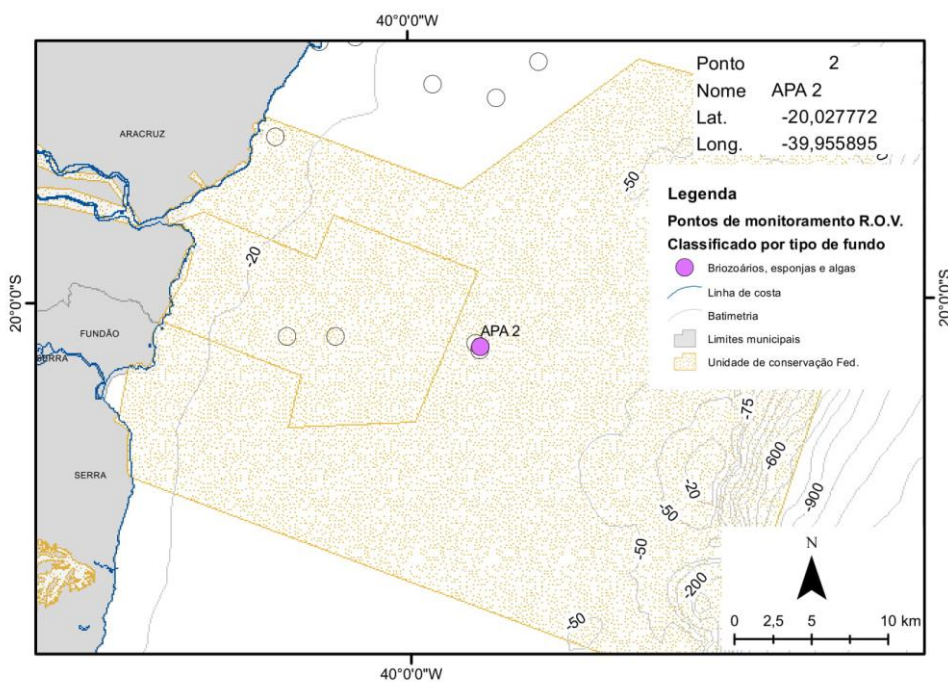 40°0'0"W
Ponto 2
Nome APA 2
Lat. -20,027772
Long. -39,955895
ARACRUZ
-50
Legenda
Pontos de monitoramento R.O.V.
Classificado por tipo de fundo
Briozoários, esponjas e algas
Linha de costa
Batimetria
Limites municipais
Unidade de conservação Fed.
-20
20°0'0"S
20°0'0"S
FUNDÃO
APA 2
SERRA
-75
-600
-900
-20
-50
SERRA
-50
-200
-50
N
0 2,5 5 10 km
40°0'0"W